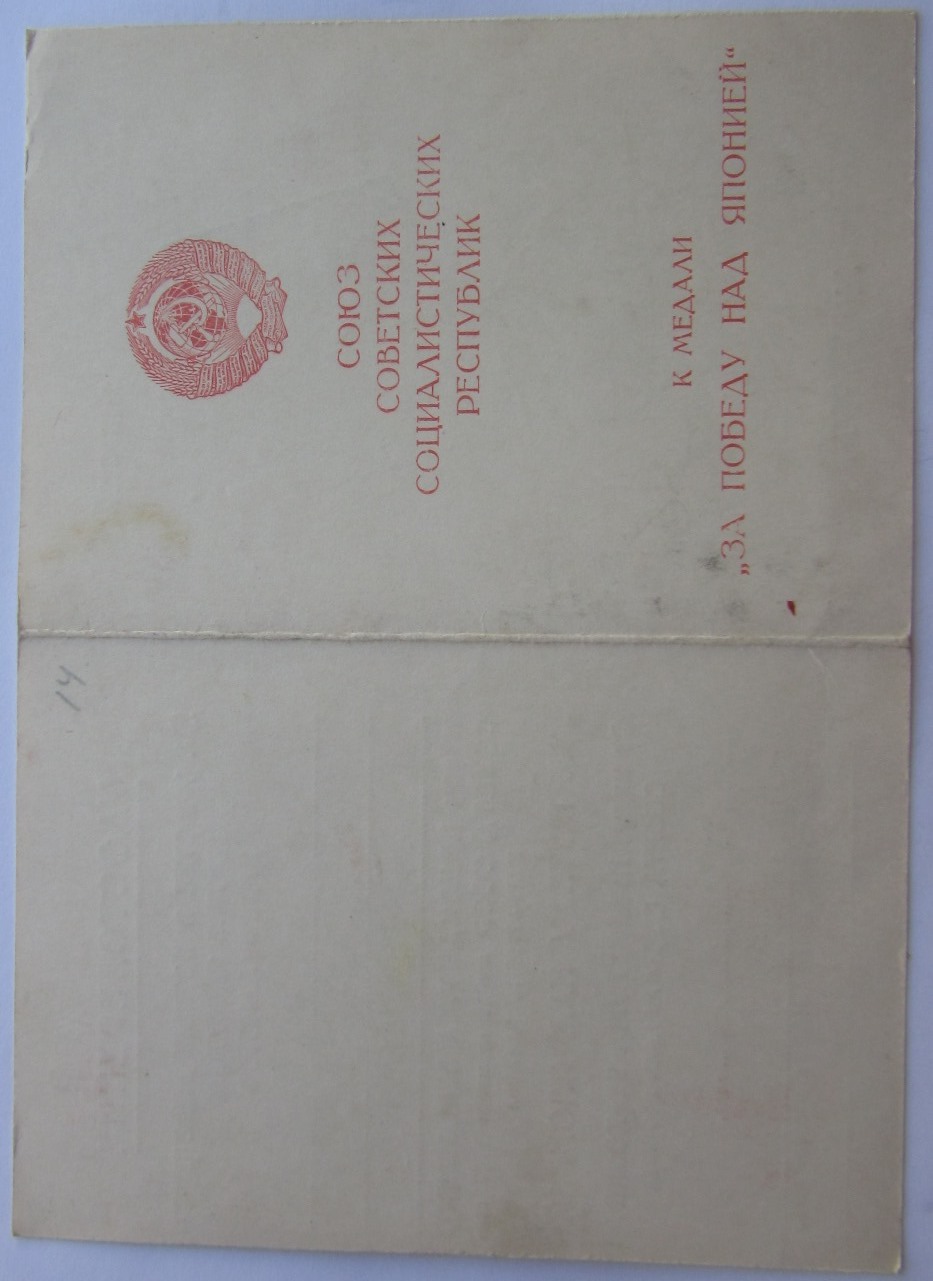 СОЮЗ
СОВЕТСКИХ
СОЦИАЛИСТИЧЕСКИХ
РЕСПУБЛИК
К МЕДАЛИ
„ЗА ПОБЕДУ НАД ЯПОНИЕЙ“
14